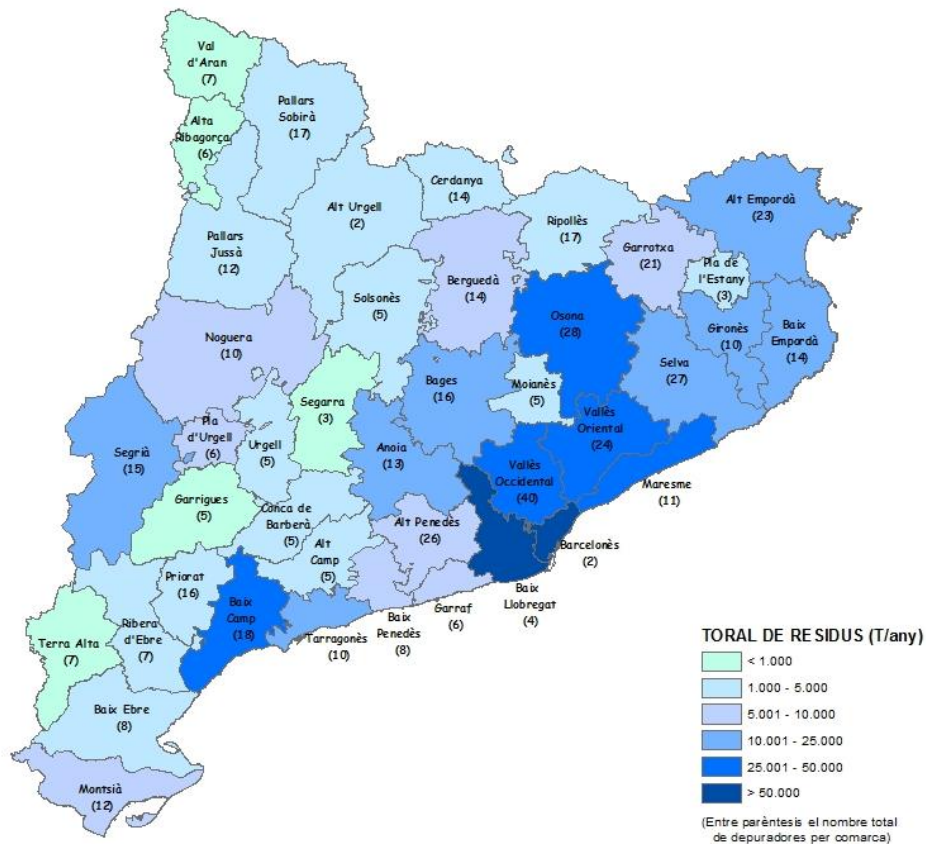 Val
d'Aran
(7)
Alta
Ribagorça
(6)
Pallars
Sobirà
(17)
Pallars
Jussà
(12)
Alt Urgell
(2)
Cerdanya
(14)
Ripollès
(17)
Alt Empordà
(23)
Garrotxa
(21)
Pla de
l'Estany
(3)
Berguedà
(14)
Solsonès
(5)
Osona
(28)
Gironès
(10)
Baix
Empordà
(14)
Selva
(27)
Noguera
(10)
Segarra
(3)
Bages
(16)
Moianès
(5)
Vallès
Oriental
(24)
Segrià
(15)
Pla
d'Urgell
(6)
Urgell
(5)
Anoia
(13)
Vallès
Occidental
(40)
Maresme
(11)
Garrigues
(5)
Conca de
Barberà
(5)
Alt
Camp
(5)
Alt Penedès
(26)
Barcelonès
(2)
Baix
Llobregat
(4)
Garraf
(6)
Baix
Penedès
(8)
Tarragonès
(10)
Priorat
(16)
Baix
Camp
(18)
Ribera
d'Ebre
(7)
Terra Alta
(7)
Baix Ebre
(8)
Montsià
(12)
TORAL DE RESIDUS (T/any)
< 1.000
1.000 - 5.000
5.001 - 10.000
10.001 - 25.000
25.001 - 50.000
> 50.000
(Entre parèntesis el nombre total
de depuradores per comarca)